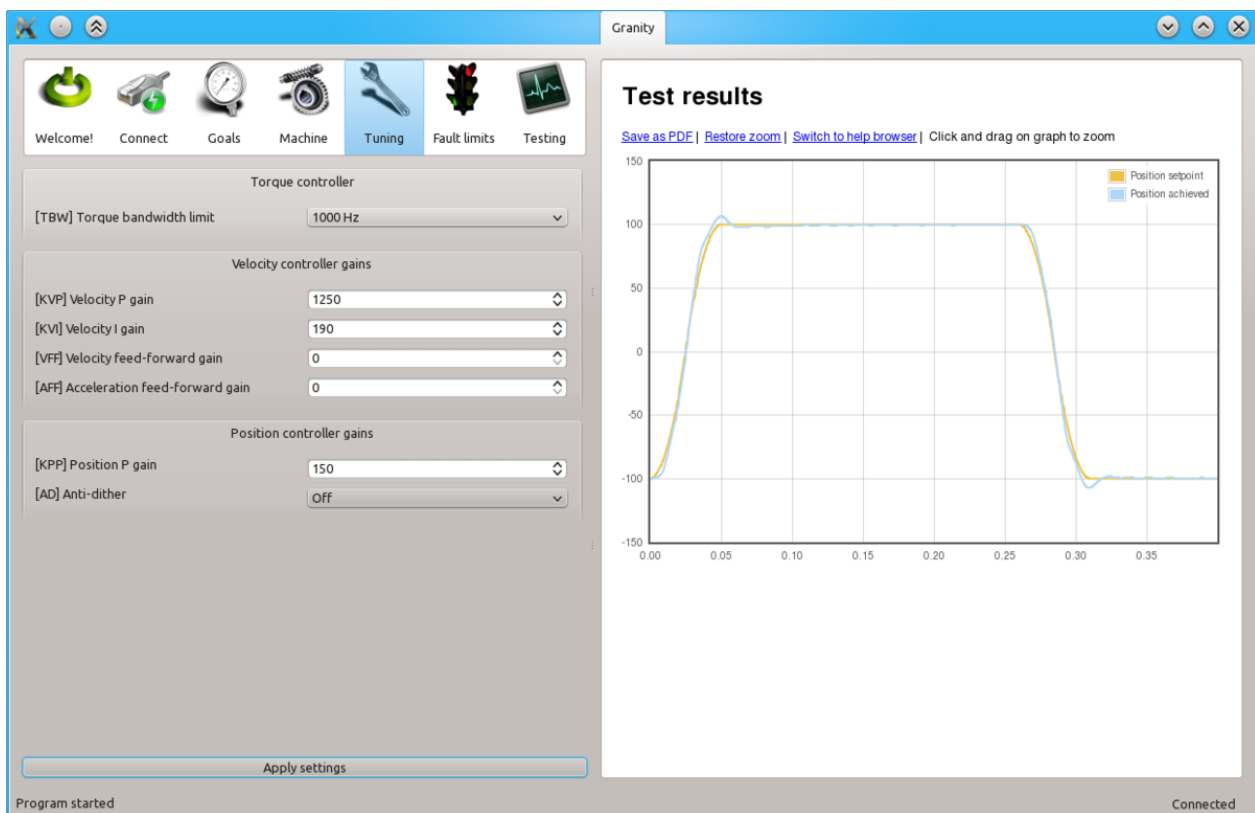 Granity
Welcome! Connect Goals Machine Tuning Fault limits Testing
Torque controller
[TBW] Torque bandwidth limit 1000 Hz
Velocity controller gains
[KVP] Velocity P gain 1250
[KVI] Velocity I gain 190
[VFF] Velocity feed-forward gain 0
[AFF] Acceleration feed-forward gain 0
Position controller gains
[KPP] Position P gain 150
[AD] Anti-dither Off
Apply settings
Test results
Save as PDF | Restore zoom | Switch to help browser | Click and drag on graph to zoom
150
Position setpoint
Position achieved
100
50
0
-50
-100
-150
0.00 0.05 0.10 0.15 0.20 0.25 0.30 0.35
Program started
Connected